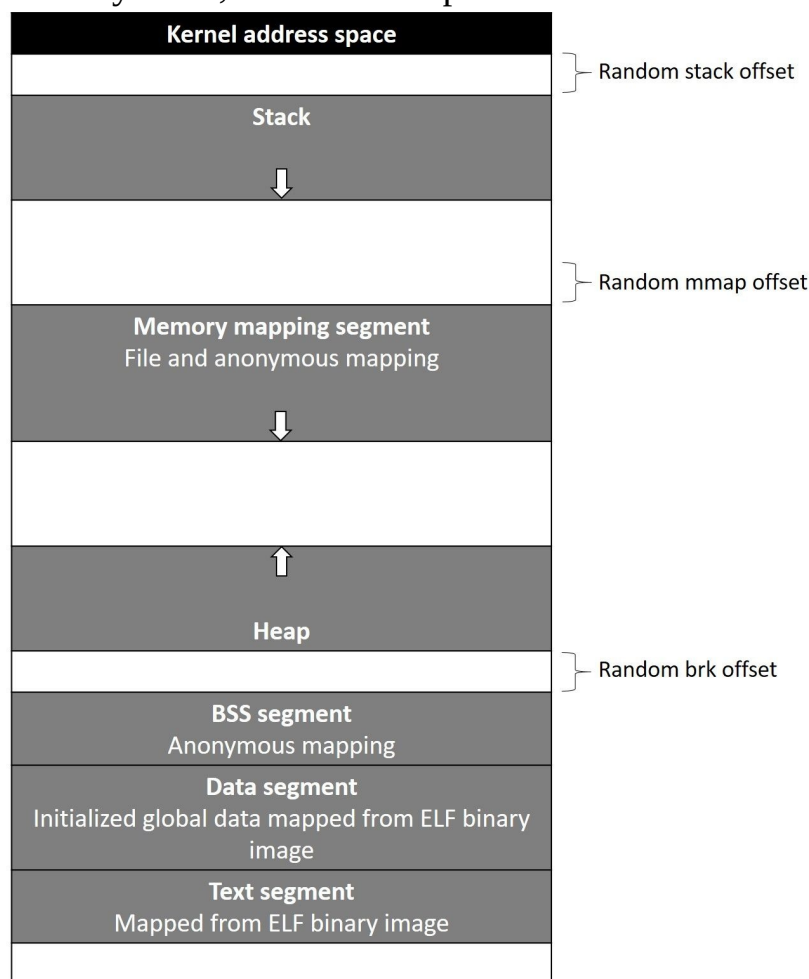 Kernel address space
Random stack offset
Stack
Random mmap offset
Memory mapping segment
File and anonymous mapping
Heap
Random brk offset
BSS segment
Anonymous mapping
Data segment
Initialized global data mapped from ELF binary
image
Text segment
Mapped from ELF binary image